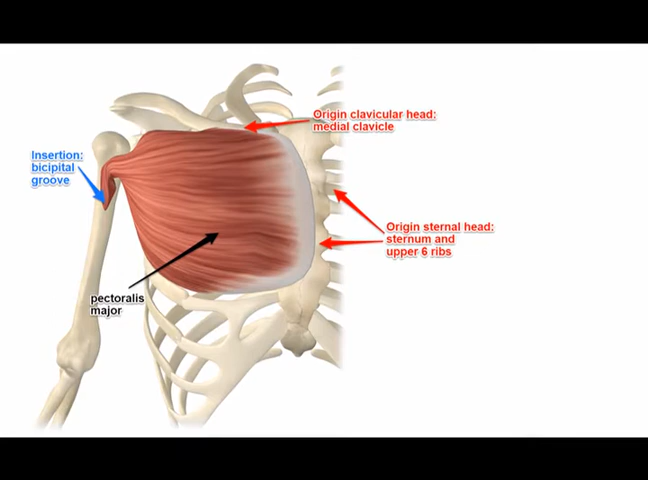 Origin clavicular head:
medial clavicle
Insertion:
bicipital
groove
Origin sternal head:
sternum and
upper 6 ribs
pectoralis
major